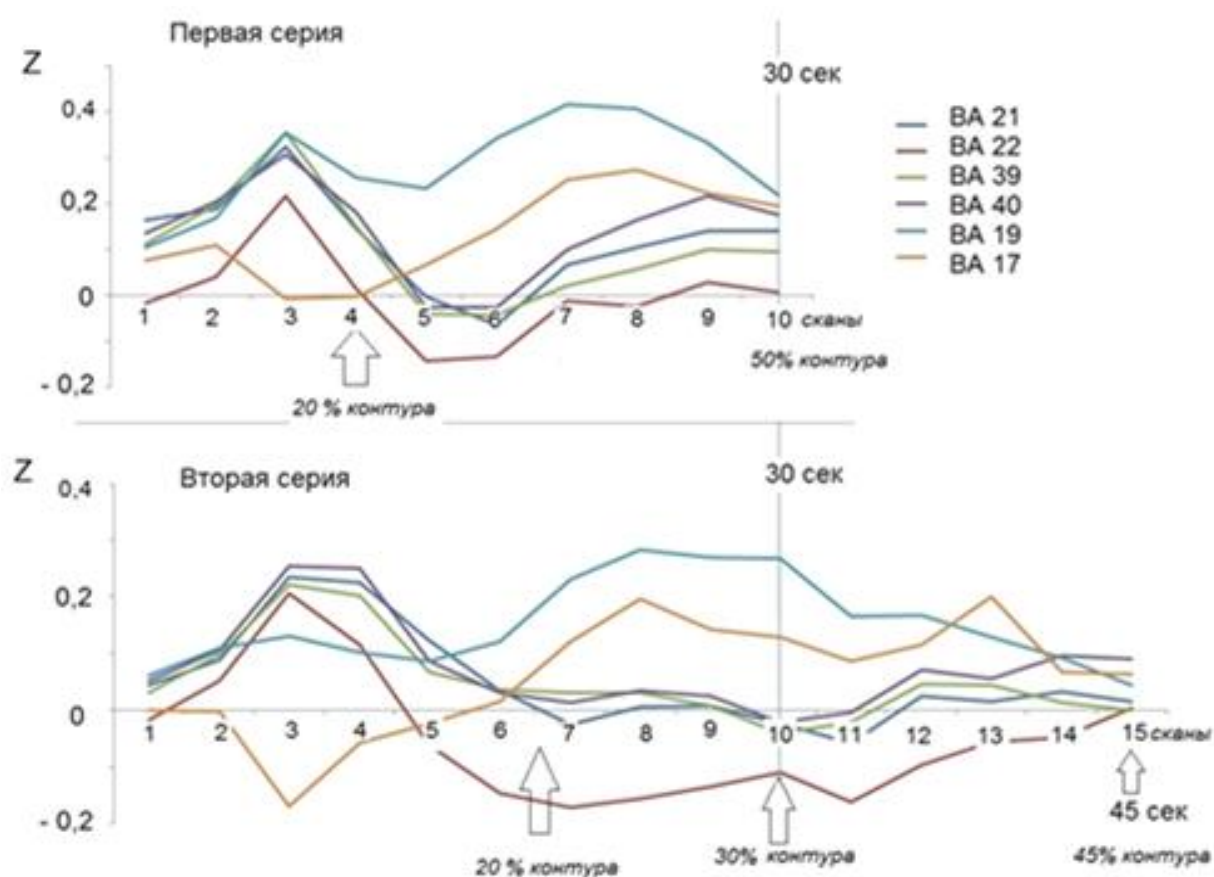 Первая серия
Z
30 сек
0,4
0,2
0
- 0,2
1 2 3 4 5 6 7 8 9 10 сканы
20 % контура
50% контура
BA 21
BA 22
BA 39
BA 40
BA 19
BA 17
Вторая серия
Z
30 сек
0.4
0,2
0
- 0,2
1 2 3 4 5 6 7 8 9 10 11 12 13 14 15 сканы
20 % контура
30% контура
45 сек
45% контура